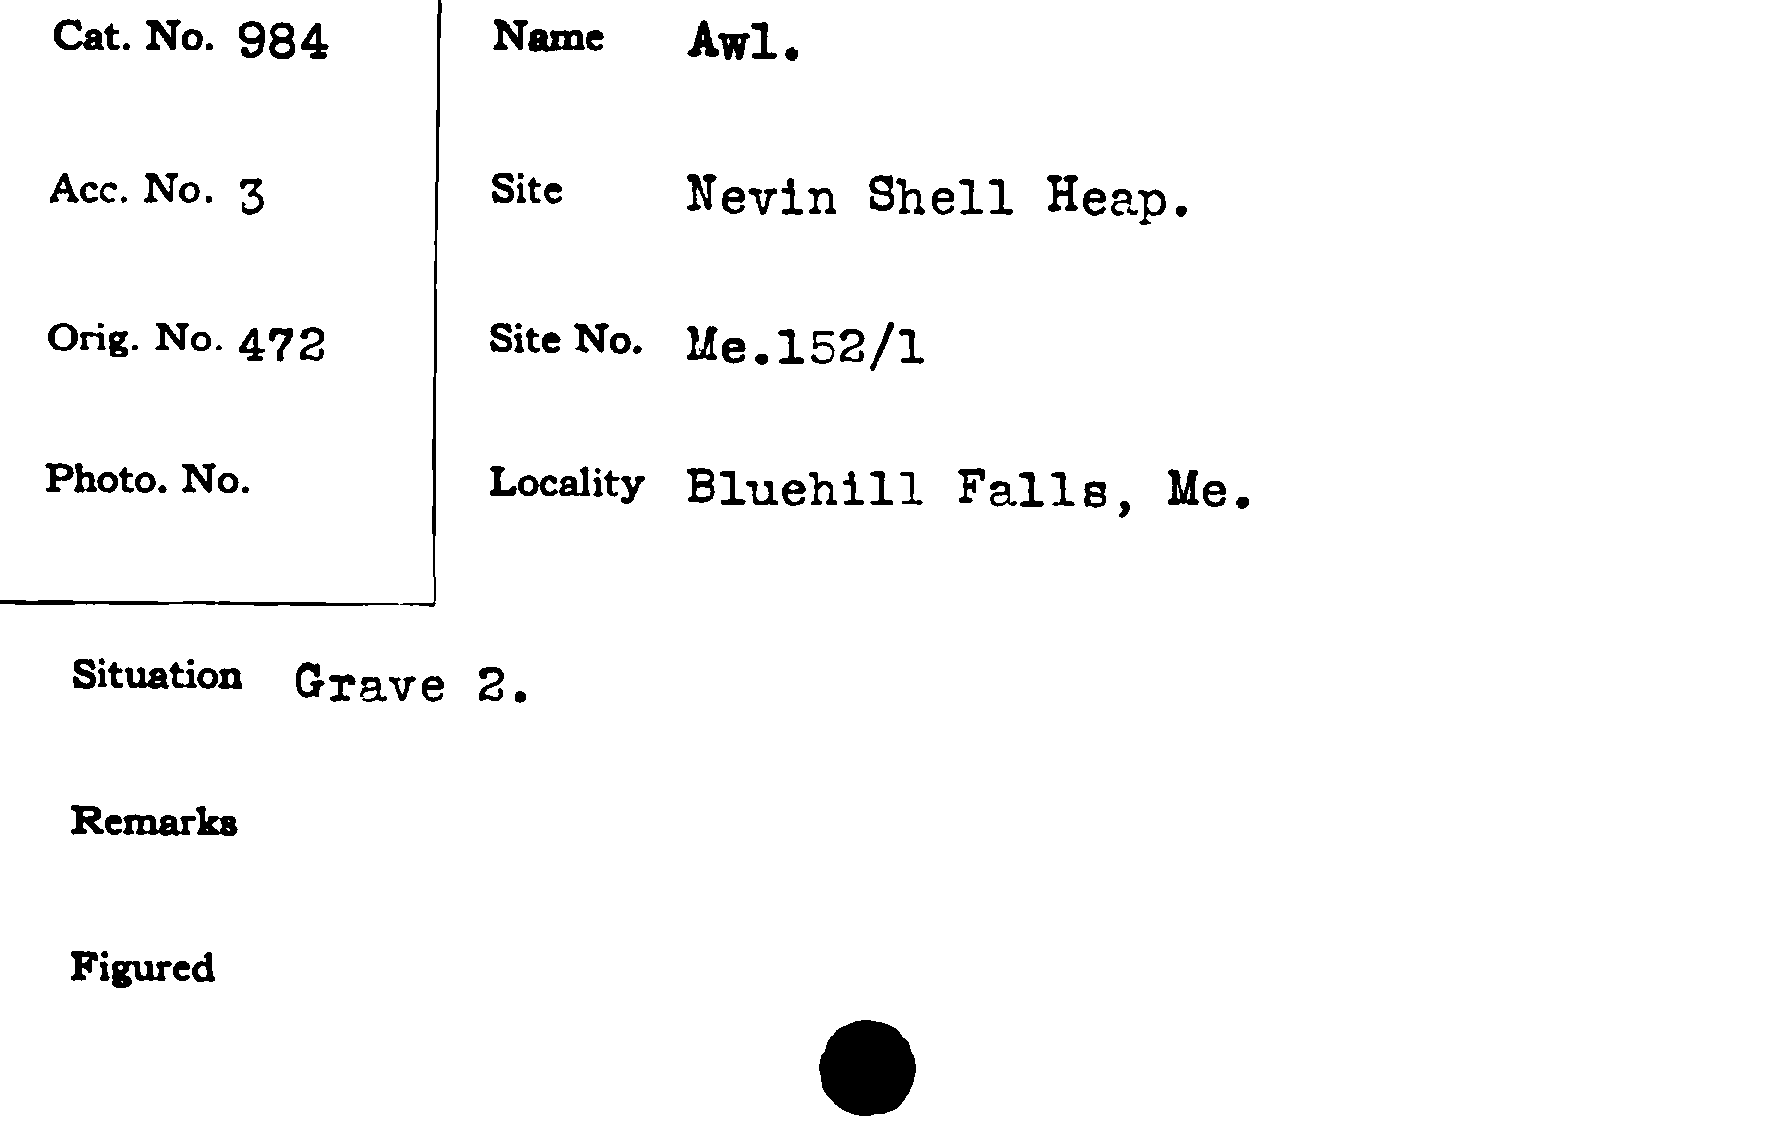 Cat. No. 984
Name Awl.
Acc. No. 3
Site Nevin Shell Heap.
Orig. No. 472
Site No. Me.152/1
Photo. No.
Locality Bluehill Falls, Me.
Situation Grave 2.
Remarks
Figured